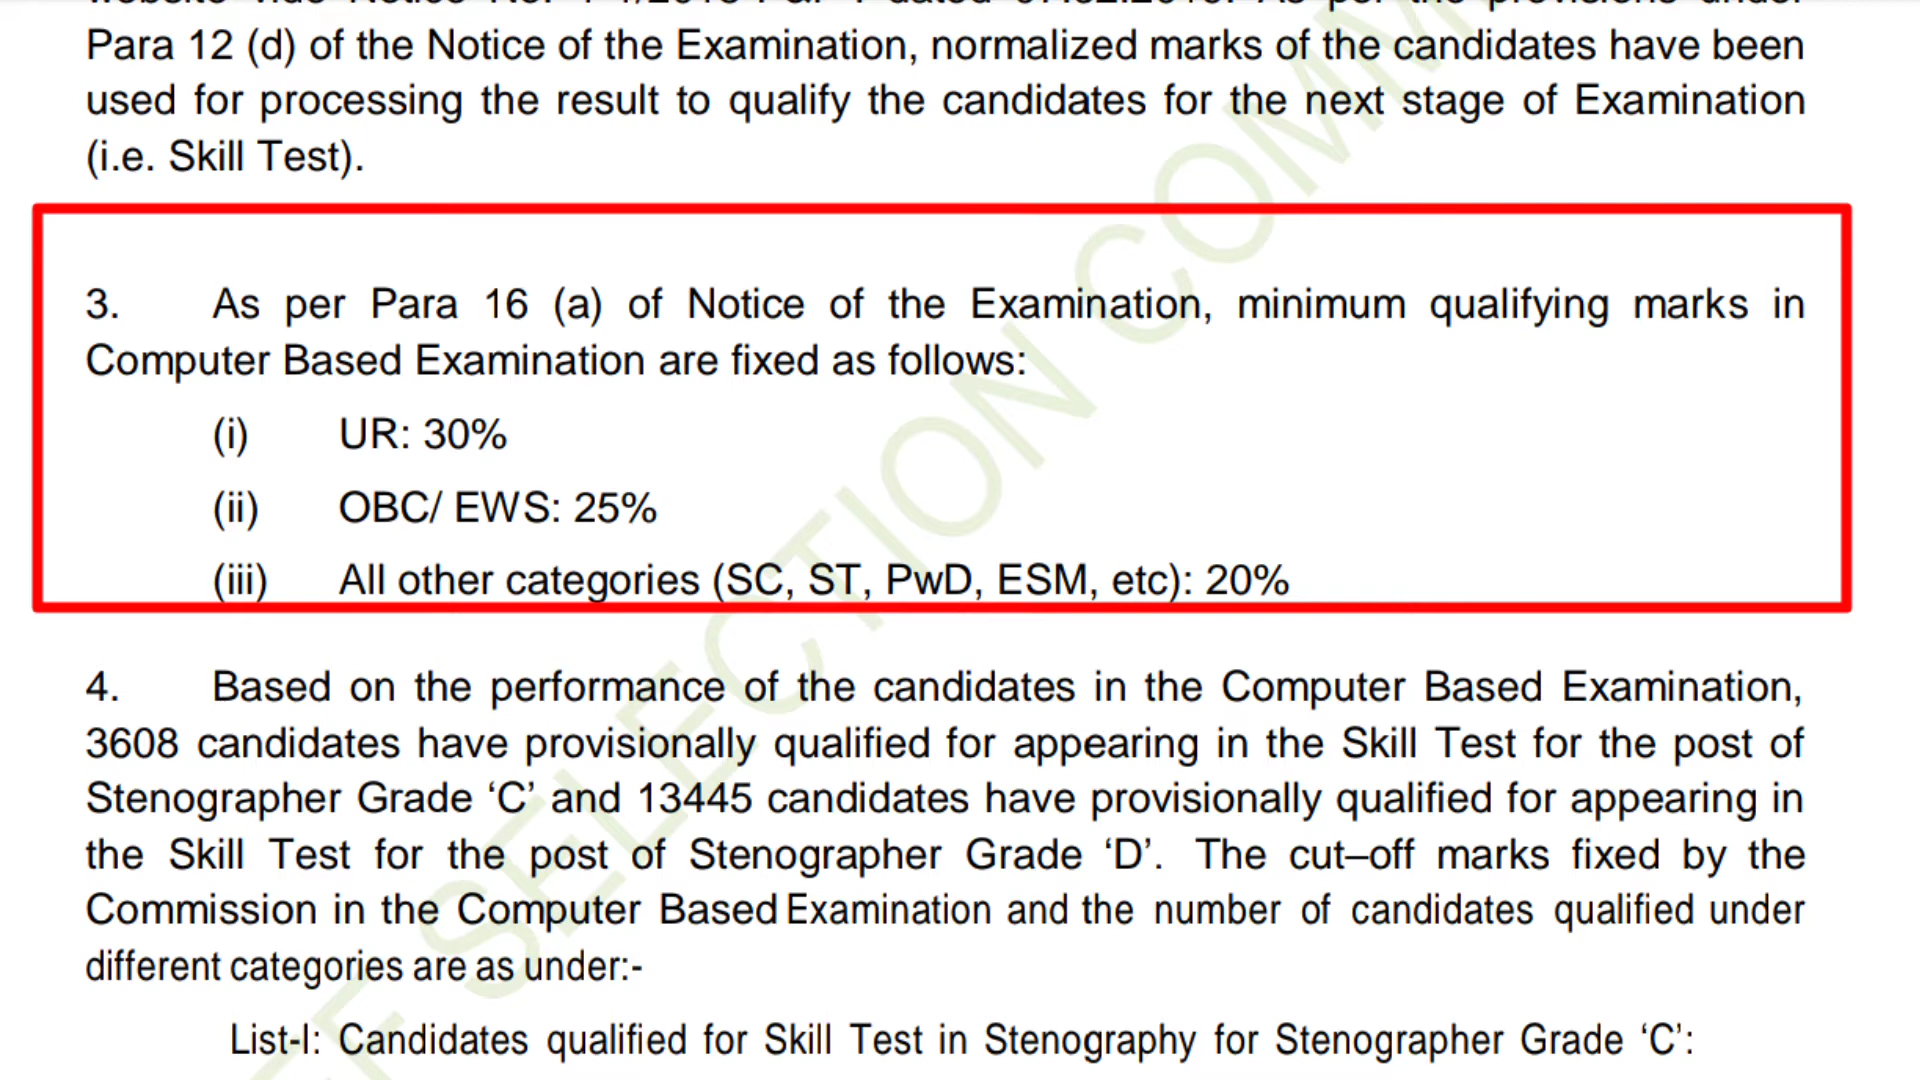 Para 12 (d) of the Notice of the Examination, normalized marks of the candidates have been
used for processing the result to qualify the candidates for the next stage of Examination
(i.e. Skill Test).
3. As per Para 16 (a) of Notice of the Examination, minimum qualifying marks in
Computer Based Examination are fixed as follows:
(i) UR: 30%
(ii) OBC/ EWS: 25%
(iii) All other categories (SC, ST, PwD, ESM, etc): 20%
4. Based on the performance of the candidates in the Computer Based Examination,
3608 candidates have provisionally qualified for appearing in the Skill Test for the post of
Stenographer Grade ‘C’ and 13445 candidates have provisionally qualified for appearing in
the Skill Test for the post of Stenographer Grade ‘D’. The cut–off marks fixed by the
Commission in the Computer Based Examination and the number of candidates qualified under
different categories are as under:-
List-I: Candidates qualified for Skill Test in Stenography for Stenographer Grade ‘C’:
SELECTION